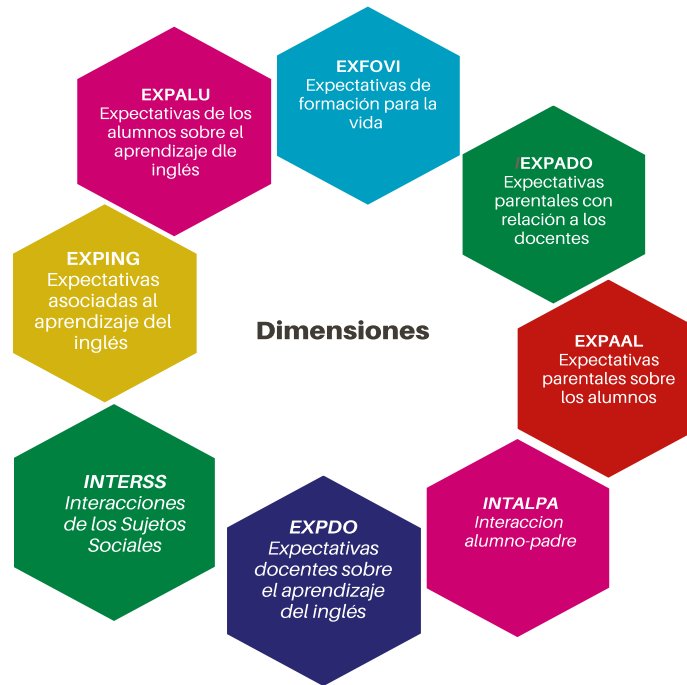 EXFOVI
Expectativas de
formación para la
vida
EXPALU
Expectativas de los
alumnos sobre el
aprendizaje dle
inglés
/EXPADO
Expectativas
parentales con
relación a los
docentes
EXPING
Expectativas
asociadas al
aprendizaje del
inglés
Dimensiones
EXPAAL
Expectativas
parentales sobre
los alumnos
INTERSS
Interacciones
de los Sujetos
Sociales
EXPDO
Expectativas
docentes sobre
el aprendizaje
del inglés
INTALPA
Interaccion
alumno-padre